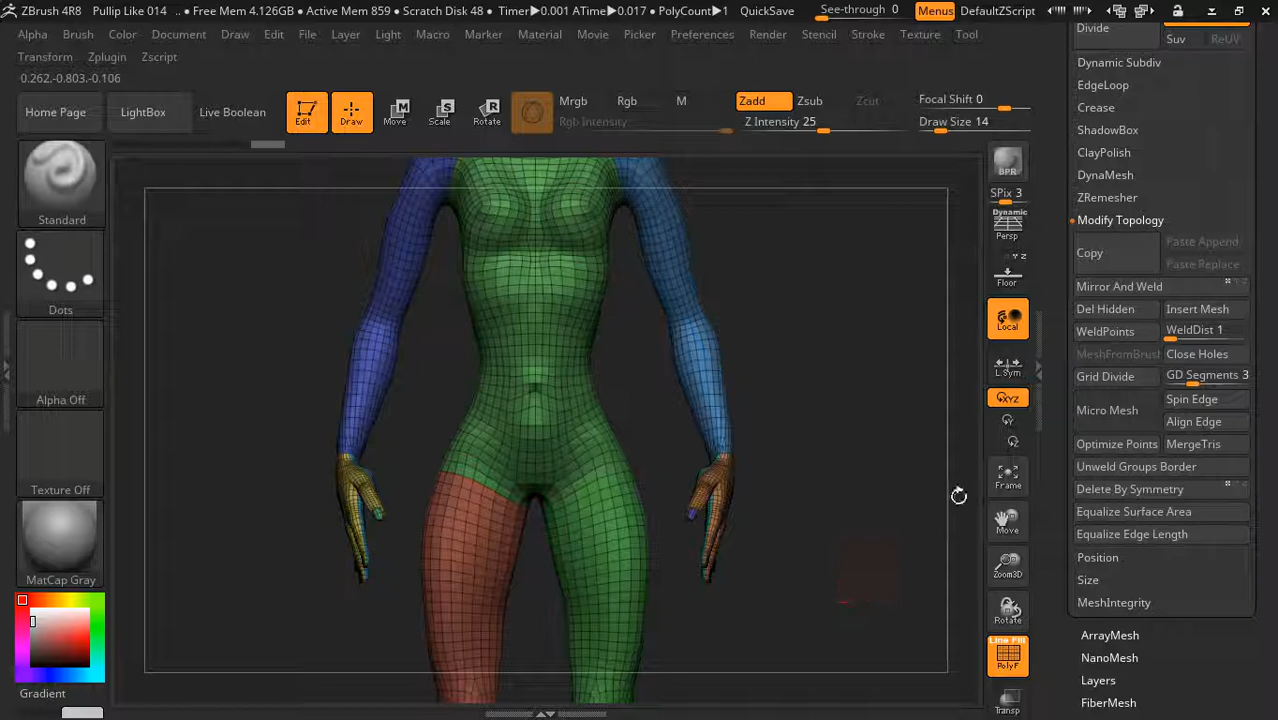 ZBrush 4R8 Pullip Like 014 • Free Mem 4.126GB • Active Mem 859 • Scratch Disk 48 • Timer▶0.001 ATime▶0.017 • PolyCount▶1 QuickSave See-through 0 Menus DefaultZScript
Alpha Brush Color Document Draw Edit File Layer Light Macro Marker Material Movie Picker Preferences Render Stencil Stroke Texture Tool
Transform Zplugin Zscript
0.262,-0.803,-0.106
Home Page LightBox Live Boolean Edit Draw Move Scale Rotate
Mrgb Rgb M Zadd Zsub Zcut Focal Shift 0
Rgb Intensity Z Intensity 25 Draw Size 14
Standard
Dots
Alpha Off
Texture Off
MatCap Gray
Gradient
BPR
SPix 3
Dynamic
Persp
Y Z
Floor
Local
L.Sym
XYZ
Y
Z
Frame
Move
Zoom3D
Rotate
Line Fill
PolyF
Transp
Divide
Suv ReUV
Dynamic Subdiv
EdgeLoop
Crease
ShadowBox
ClayPolish
DynaMesh
ZRemesher
Modify Topology
Copy Paste Append
Paste Replace
Mirror And Weld
Del Hidden Insert Mesh
WeldPoints WeldDist 1
MeshFromBrush Close Holes
Grid Divide GD Segments 3
Micro Mesh Spin Edge
Align Edge
Optimize Points MergeTris
Unweld Groups Border
Delete By Symmetry
Equalize Surface Area
Equalize Edge Length
Position
Size
MeshIntegrity
ArrayMesh
NanoMesh
Layers
FiberMesh